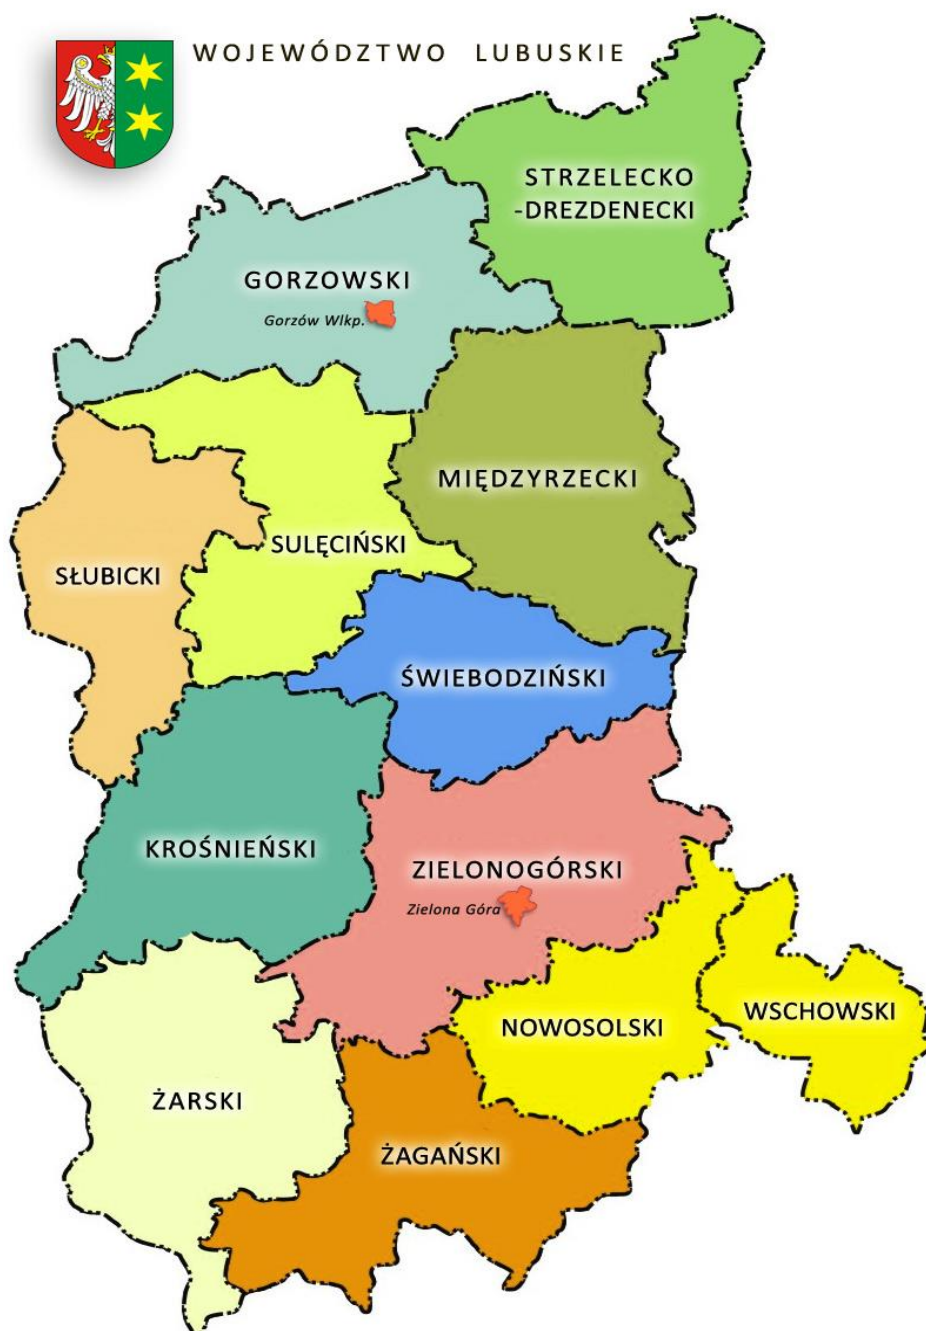 WOJEWÓDZTWO LUBUSKIE
STRZELECKO
-DREZDENECKI
GORZOWSKI
Gorzów Wlkp.
MIĘDZYRZECKI
SULĘCIŃSKI
SŁUBICKI
ŚWIEBODZIŃSKI
KROŚNIEŃSKI
ZIELONOGÓRSKI
Zielona Góra
NOWOSOLSKI
WSCHOWSKI
ŻARSKI
ŻAGAŃSKI